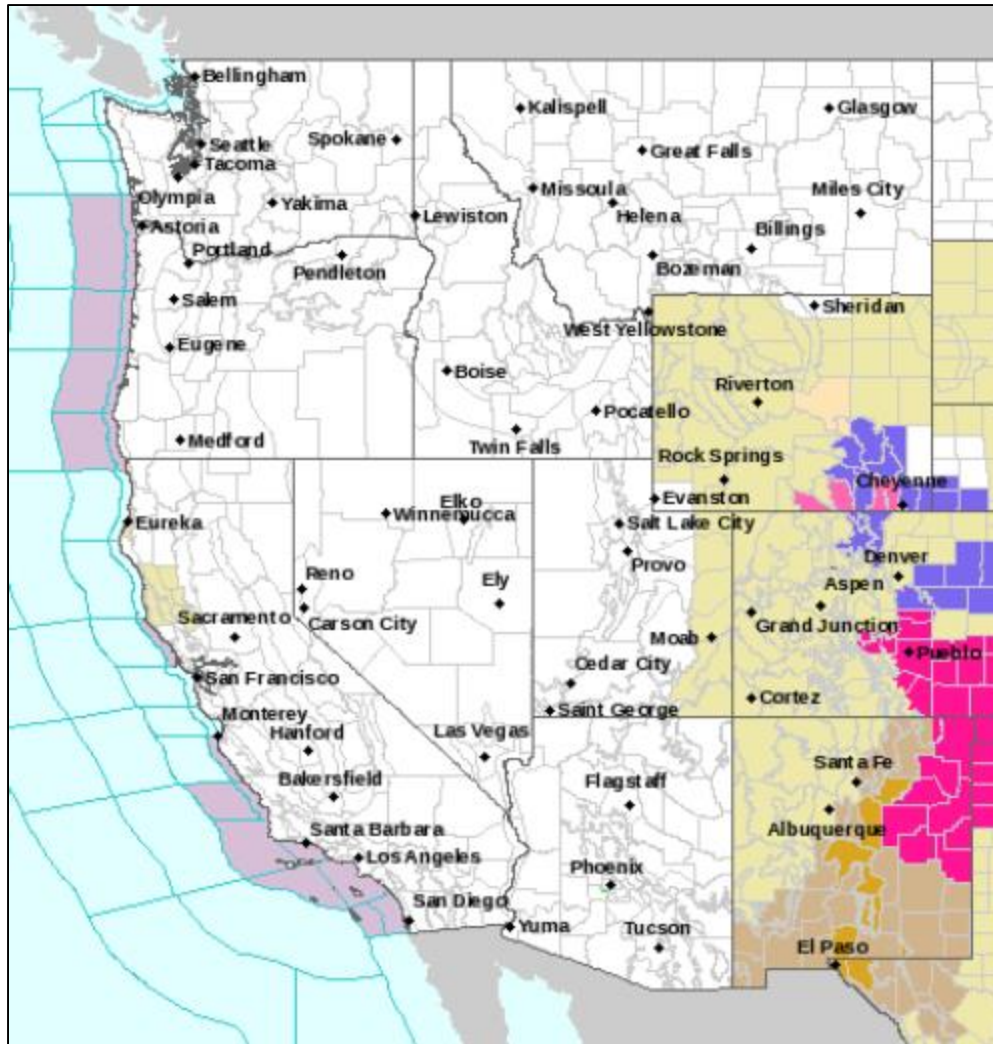 Bellingham
Kalispell
Glasgow
Spokane
Seattle
Great Falls
Tacoma
Missoula
Miles City
Olympia
Yakima
Helena
Lewiston
Astoria
Billings
Portland
Pendleton
Bozeman
Salem
Sheridan
West Yellowstone
Eugene
Boise
Riverton
Pocatello
Medford
Twin Falls
Rock Springs
Cheyenne
Evanston
Elko
Winnemucca
Eureka
Salt Lake City
Denver
Provo
Reno
Ely
Aspen
Sacramento
Carson City
Grand Junction
Moab
Pueblo
Cedar City
San Francisco
Cortez
Saint George
Monterey
Hanford
Las Vegas
Santa Fe
Bakersfield
Flagstaff
Albuquerque
Santa Barbara
Los Angeles
Phoenix
San Diego
Yuma
Tucson
El Paso